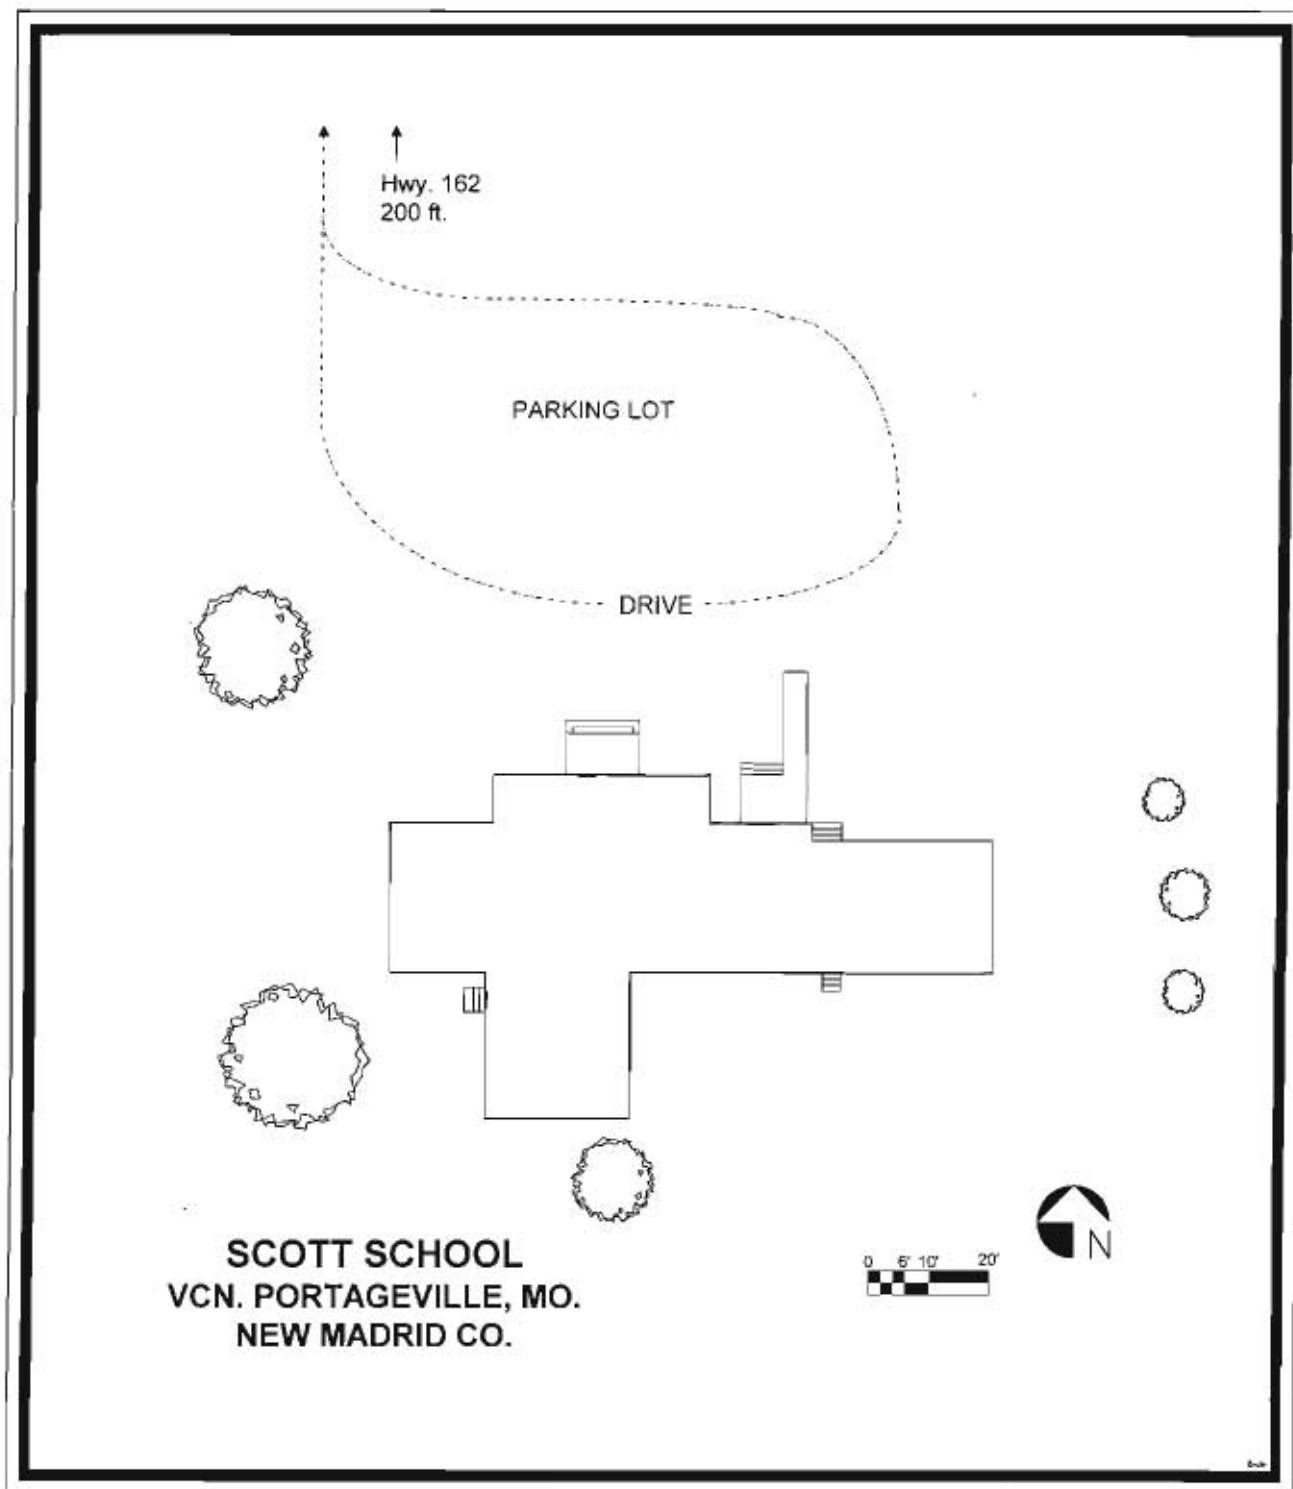 Hwy. 162
200 ft.
PARKING LOT
DRIVE
SCOTT SCHOOL
VCN. PORTAGEVILLE, MO.
NEW MADRID CO.
0 6' 10' 20'
N